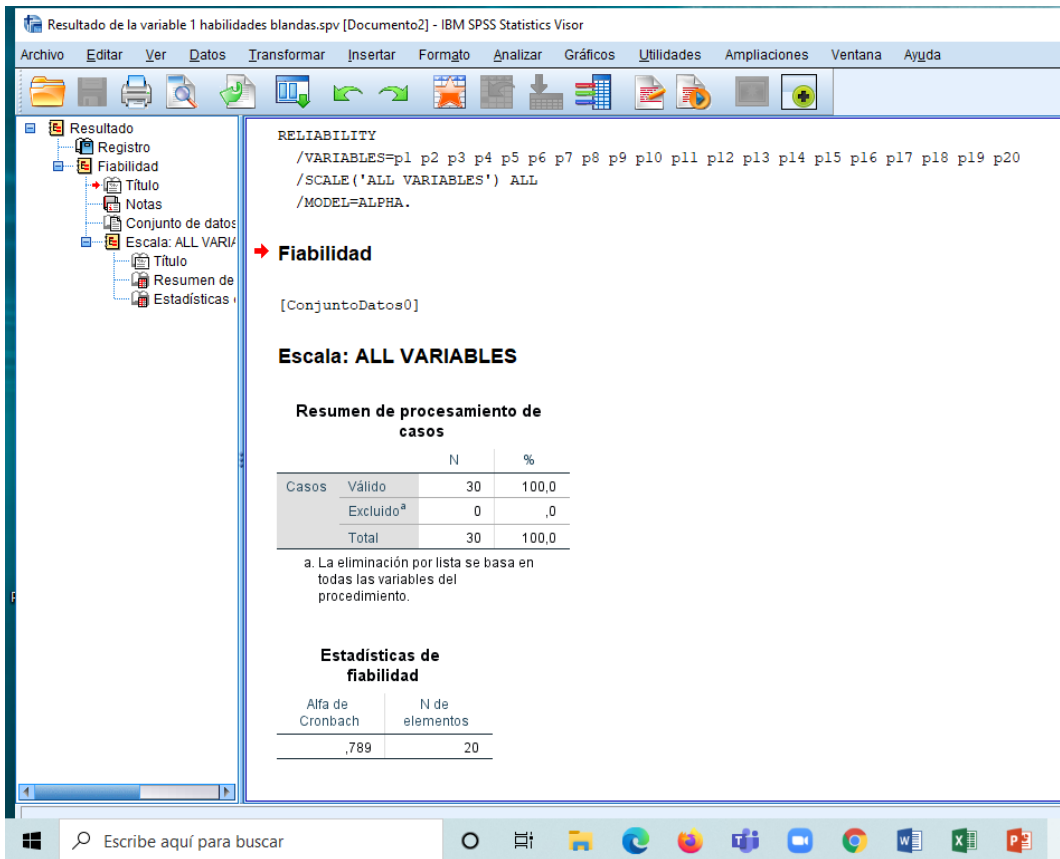 Resultado de la variable 1 habilidades blandas.spv [Documento2] - IBM SPSS Statistics Visor
Archivo Editar Ver Datos Transformar Insertar Formato Analizar Gráficos Utilidades Ampliaciones Ventana Ayuda
Resultado
Registro
Fiabilidad
Título
Notas
Conjunto de datos
Escala: ALL VARIA
Título
Resumen de
Estadísticas
RELIABILITY
/VARIABLES=p1 p2 p3 p4 p5 p6 p7 p8 p9 p10 p11 p12 p13 p14 p15 p16 p17 p18 p19 p20
/SCALE('ALL VARIABLES') ALL
/MODEL=ALPHA.
Fiabilidad
[ConjuntoDatos0]
Escala: ALL VARIABLES
Resumen de procesamiento de
casos
N %
Casos Válido 30 100,0
Excluido a 0 ,0
Total 30 100,0
a. La eliminación por lista se basa en
todas las variables del
procedimiento.
Estadísticas de
fiabilidad
Alfa de N de
Cronbach elementos
,789 20
Escribe aquí para buscar